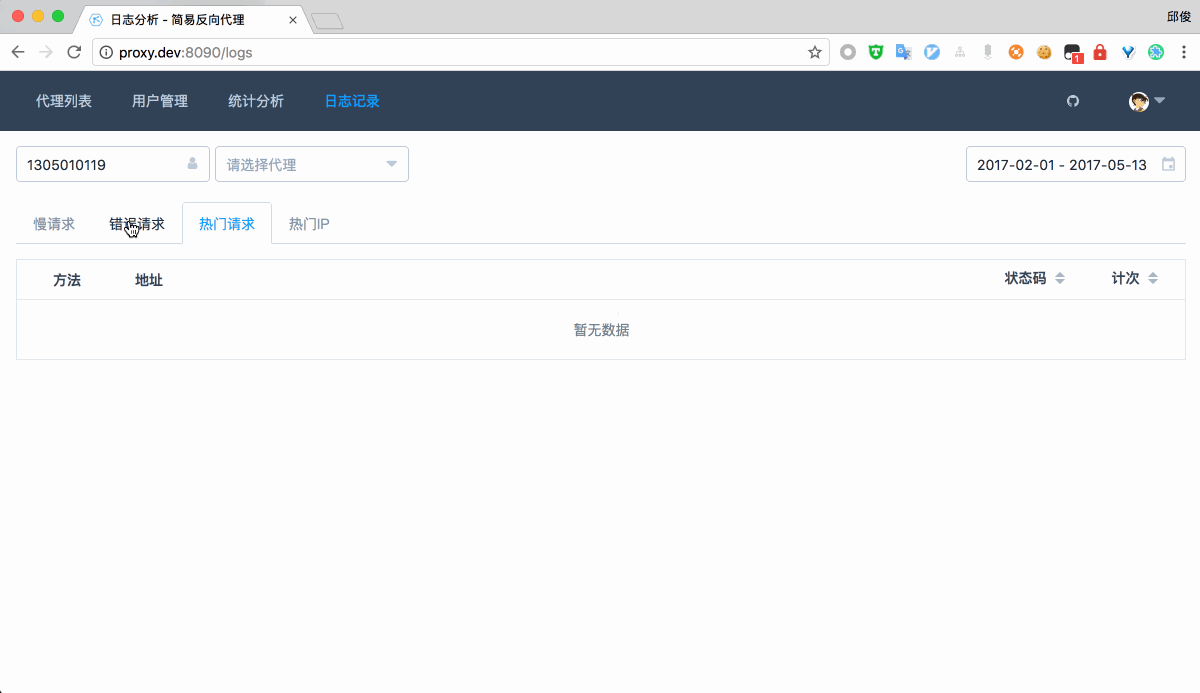 日志分析 - 简易反向代理
邱俊
proxy.dev:8090/logs
1
代理列表 用户管理 统计分析 日志记录
1305010119 请选择代理 2017-02-01 - 2017-05-13
慢请求 错误请求 热门请求 热门IP
方法 地址 状态码 计次
暂无数据